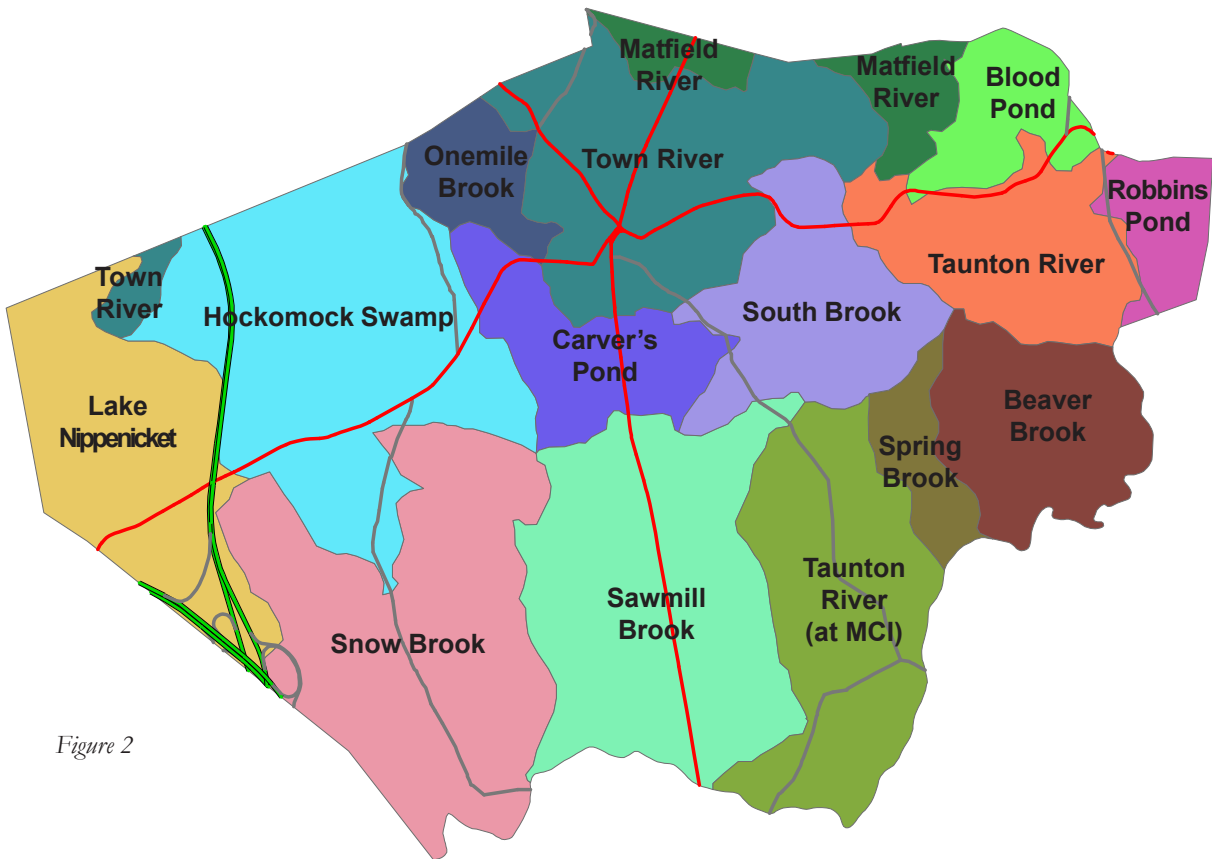 Matfield
River
Matfield
River
Blood
Pond
Onemile
Brook
Town River
Robbins
Pond
Town
River
Hockomock Swamp
Taunton River
South Brook
Carver’s
Pond
Lake
Nippenicket
Beaver
Brook
Spring
Brook
Taunton
River
(at MCI)
Sawmill
Brook
Snow Brook
Figure 2